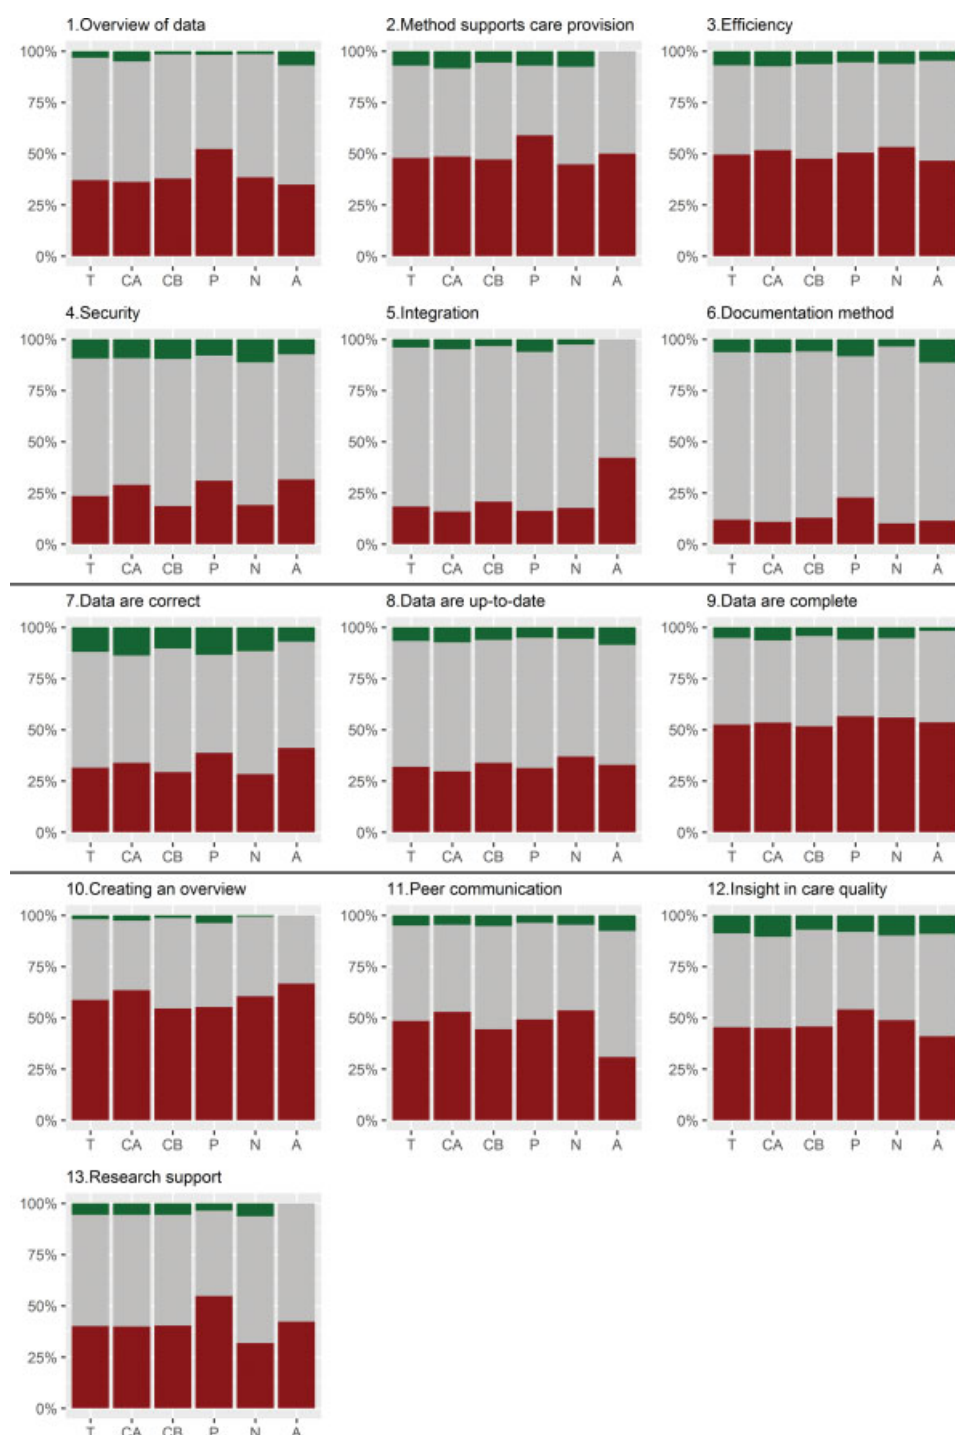 1.Overview of data 2.Method supports care provision 3.Efficiency
100% 100% 100%
75% 75% 75%
50% 50% 50%
25% 25% 25%
0% 0% 0%
T CA CB P N A T CA CB P N A T CA CB P N A
4.Security 5.Integration 6.Documentation method
100% 100% 100%
75% 75% 75%
50% 50% 50%
25% 25% 25%
0% 0% 0%
T CA CB P N A T CA CB P N A T CA CB P N A
7.Data are correct 8.Data are up-to-date 9.Data are complete
100% 100% 100%
75% 75% 75%
50% 50% 50%
25% 25% 25%
0% 0% 0%
T CA CB P N A T CA CB P N A T CA CB P N A
10.Creating an overview 11.Peer communication 12.Insight in care quality
100% 100% 100%
75% 75% 75%
50% 50% 50%
25% 25% 25%
0% 0% 0%
T CA CB P N A T CA CB P N A T CA CB P N A
13.Research support
100%
75%
50%
25%
0%
T CA CB P N A